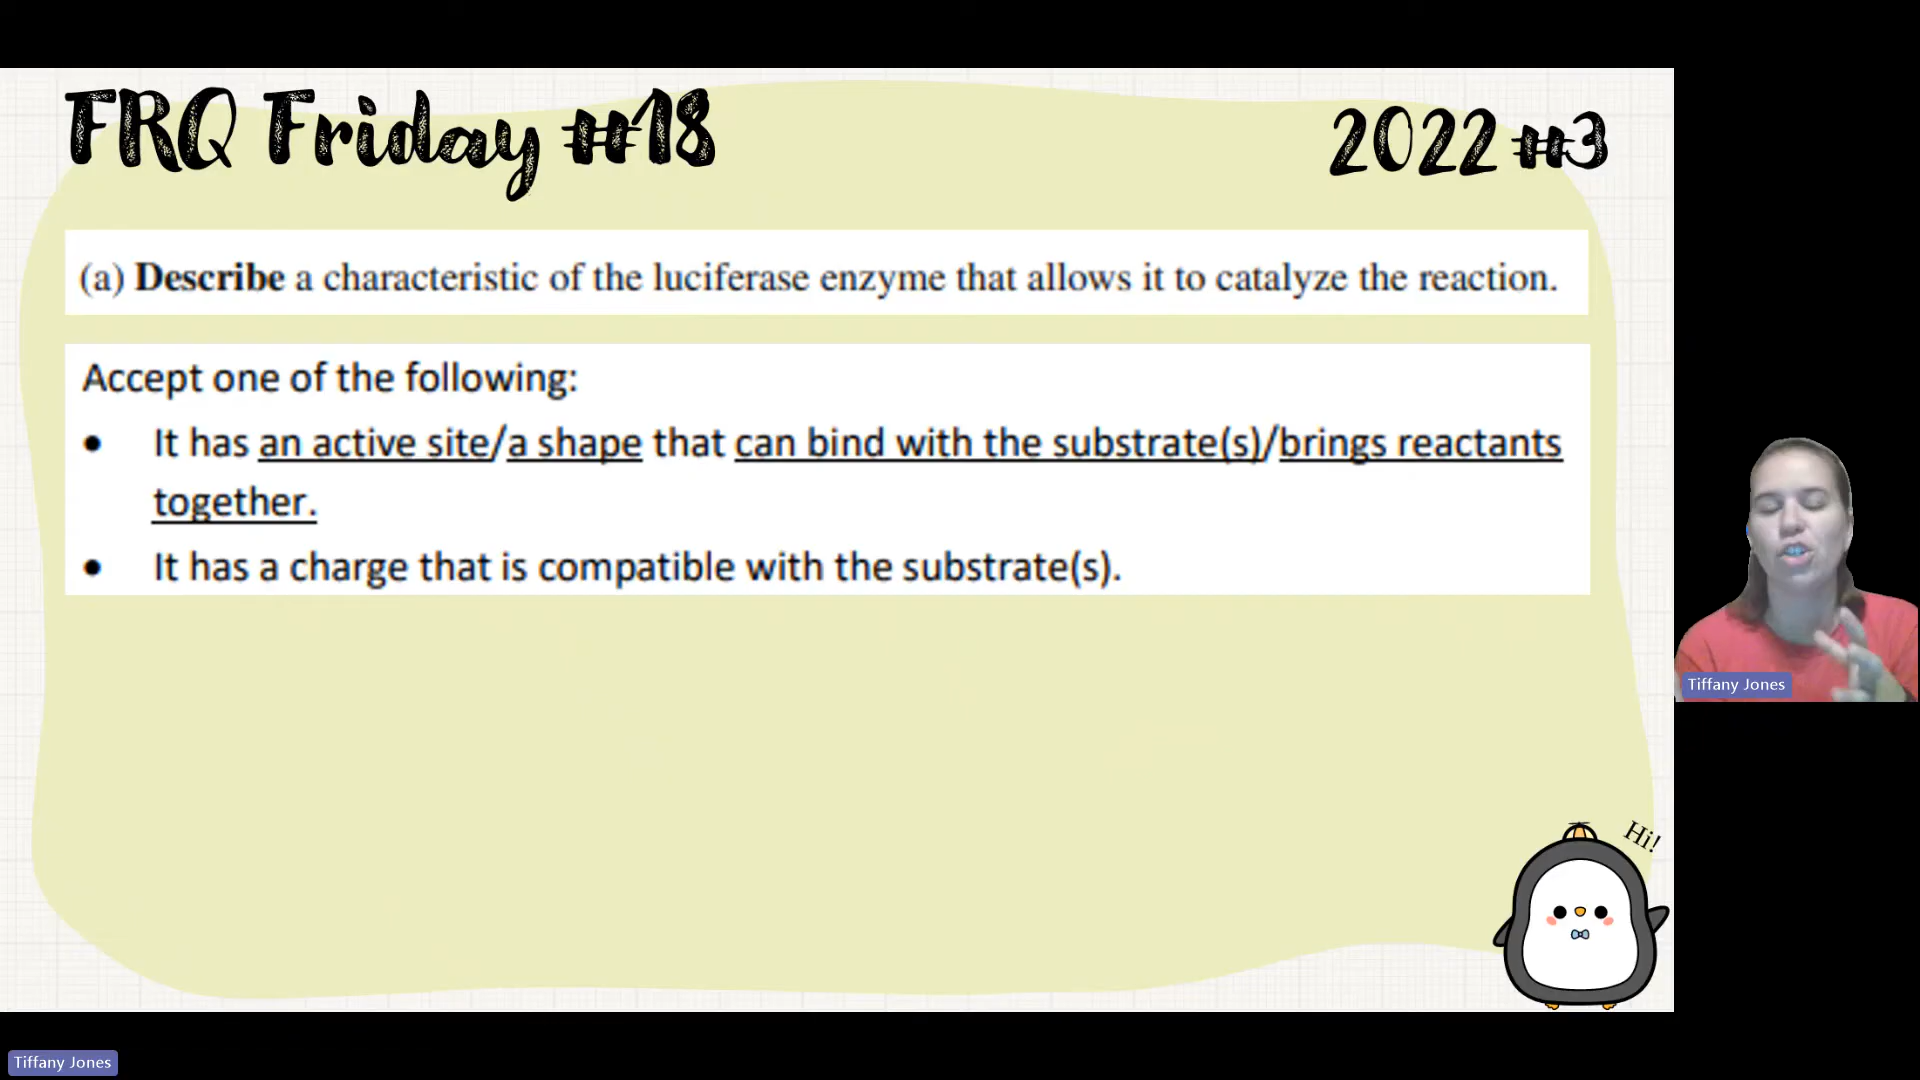 FRQ Friday #18
2022 #3
(a) Describe a characteristic of the luciferase enzyme that allows it to catalyze the reaction.
Accept one of the following:
• It has an active site/a shape that can bind with the substrate(s)/brings reactants
together.
• It has a charge that is compatible with the substrate(s).
Tiffany Jones
Hi!
Tiffany Jones